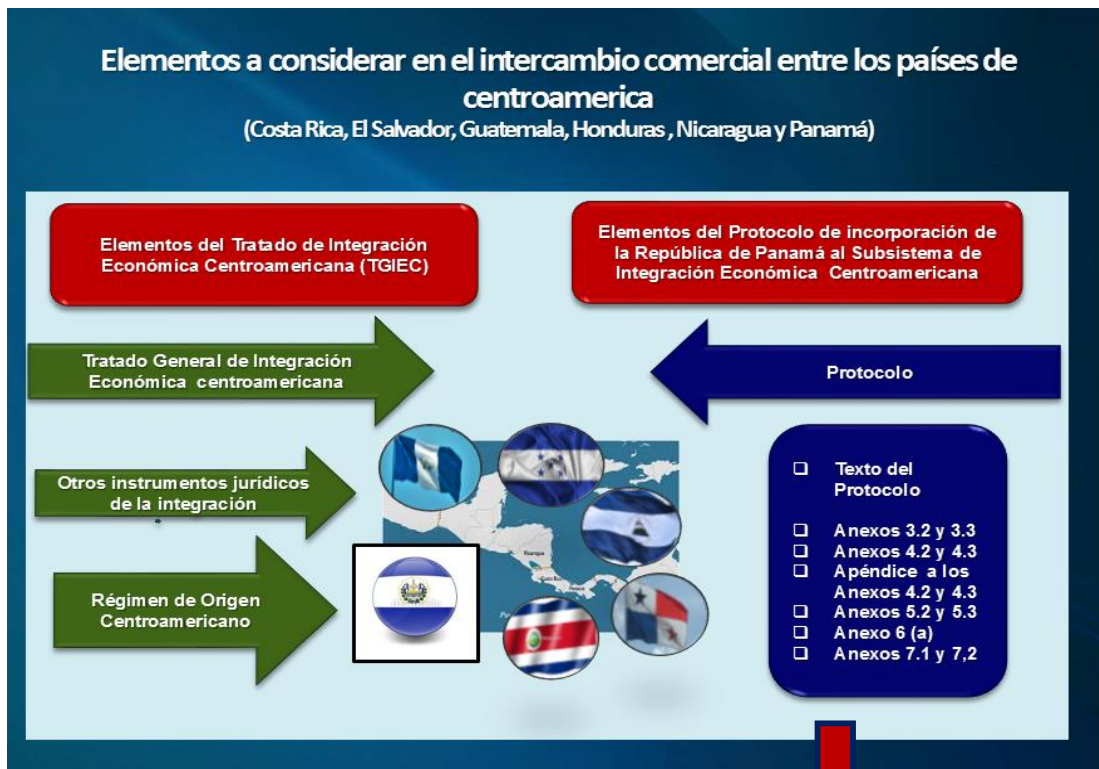 Elementos a considerar en el intercambio comercial entre los países de
centroamerica
(Costa Rica, El Salvador, Guatemala, Honduras , Nicaragua y Panamá)
Elementos del Tratado de Integración
Económica Centroamericana (TGIEC)
Elementos del Protocolo de incorporación de
la República de Panamá al Subsistema de
Integración Económica Centroamericana
Tratado General de Integración
Económica centroamericana
Protocolo
Otros instrumentos jurídicos
de la integración
Régimen de Origen
Centroamericano
Nicaragua
Costa Rica
Panama
Texto del
Protocolo
Anexos 3.2 y 3.3
Anexos 4.2 y 4.3
Apéndice a los
Anexos 4.2 y 4.3
Anexos 5.2 y 5.3
Anexo 6 (a)
Anexos 7.1 y 7,2